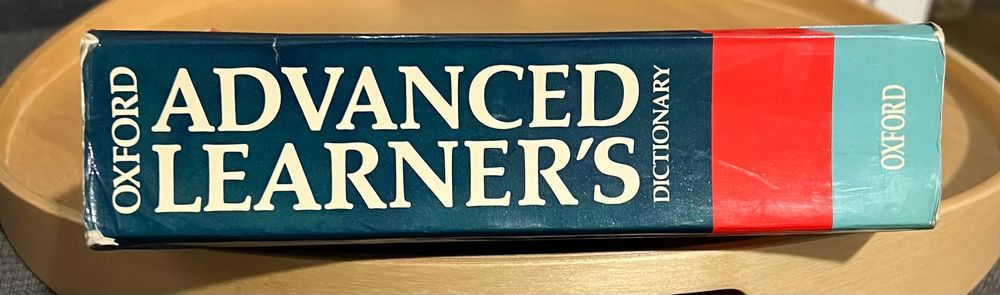 OXFORD
ADVANCED
LEARNER'S
DICTIONARY
OXFORD